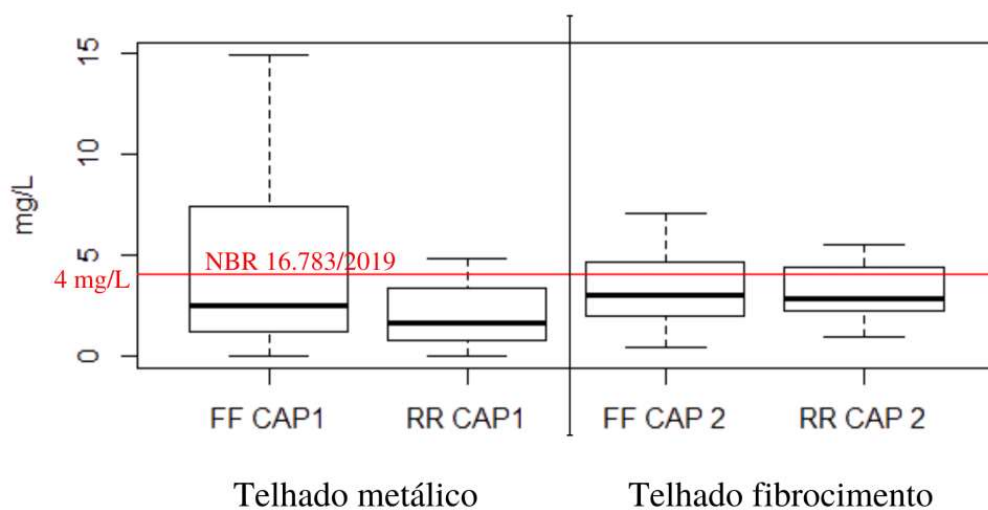 15
10
5
0
mg/L
NBR 16.783/2019
4 mg/L
FF CAP1 RR CAP1 FF CAP 2 RR CAP 2
Telhado metálico Telhado fibrocimento